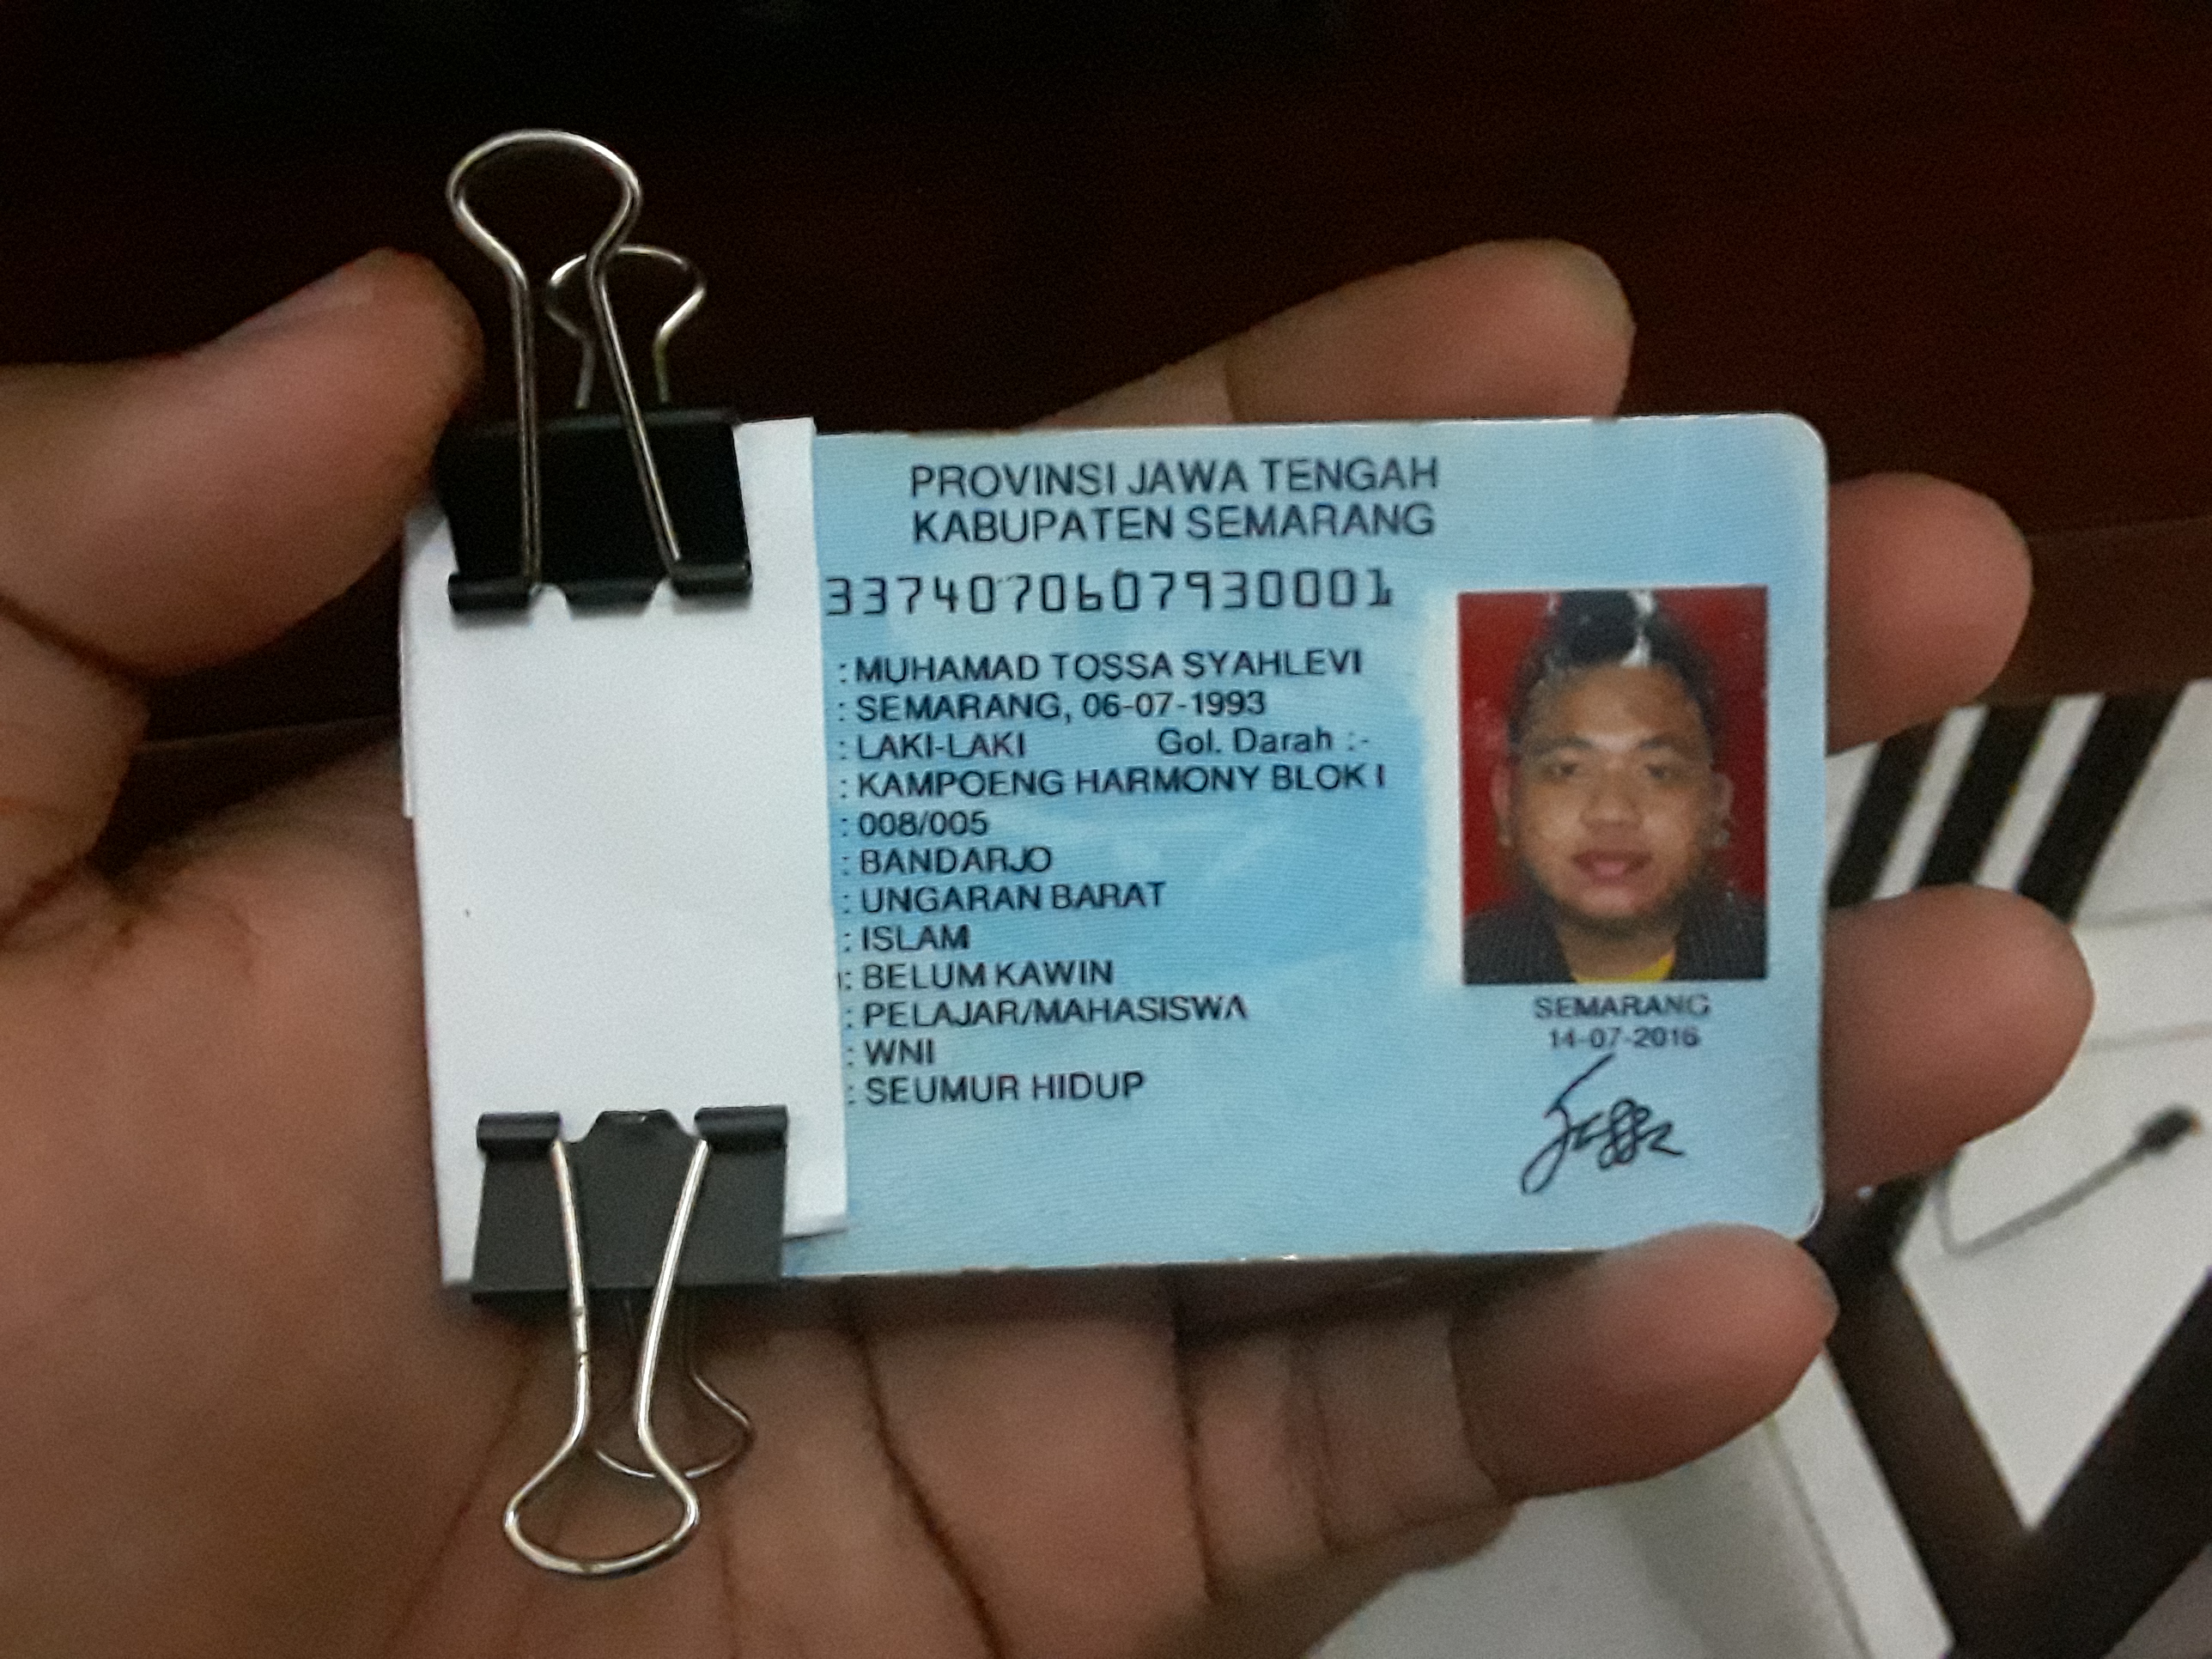 PROVINSI JAWA TENGAH
KABUPATEN SEMARANG
3374070607930001
: MUHAMAD TOSSA SYAHLEVI
: SEMARANG, 06-07-1993
: LAKI-LAKI Gol. Darah :-
: KAMPOENG HARMONY BLOK I
: 008/005
: BANDARJO
: UNGARAN BARAT
: ISLAM
: BELUM KAWIN
: PELAJAR/MAHASISWA
: WNI
: SEUMUR HIDUP
SEMARANG
14-07-2016